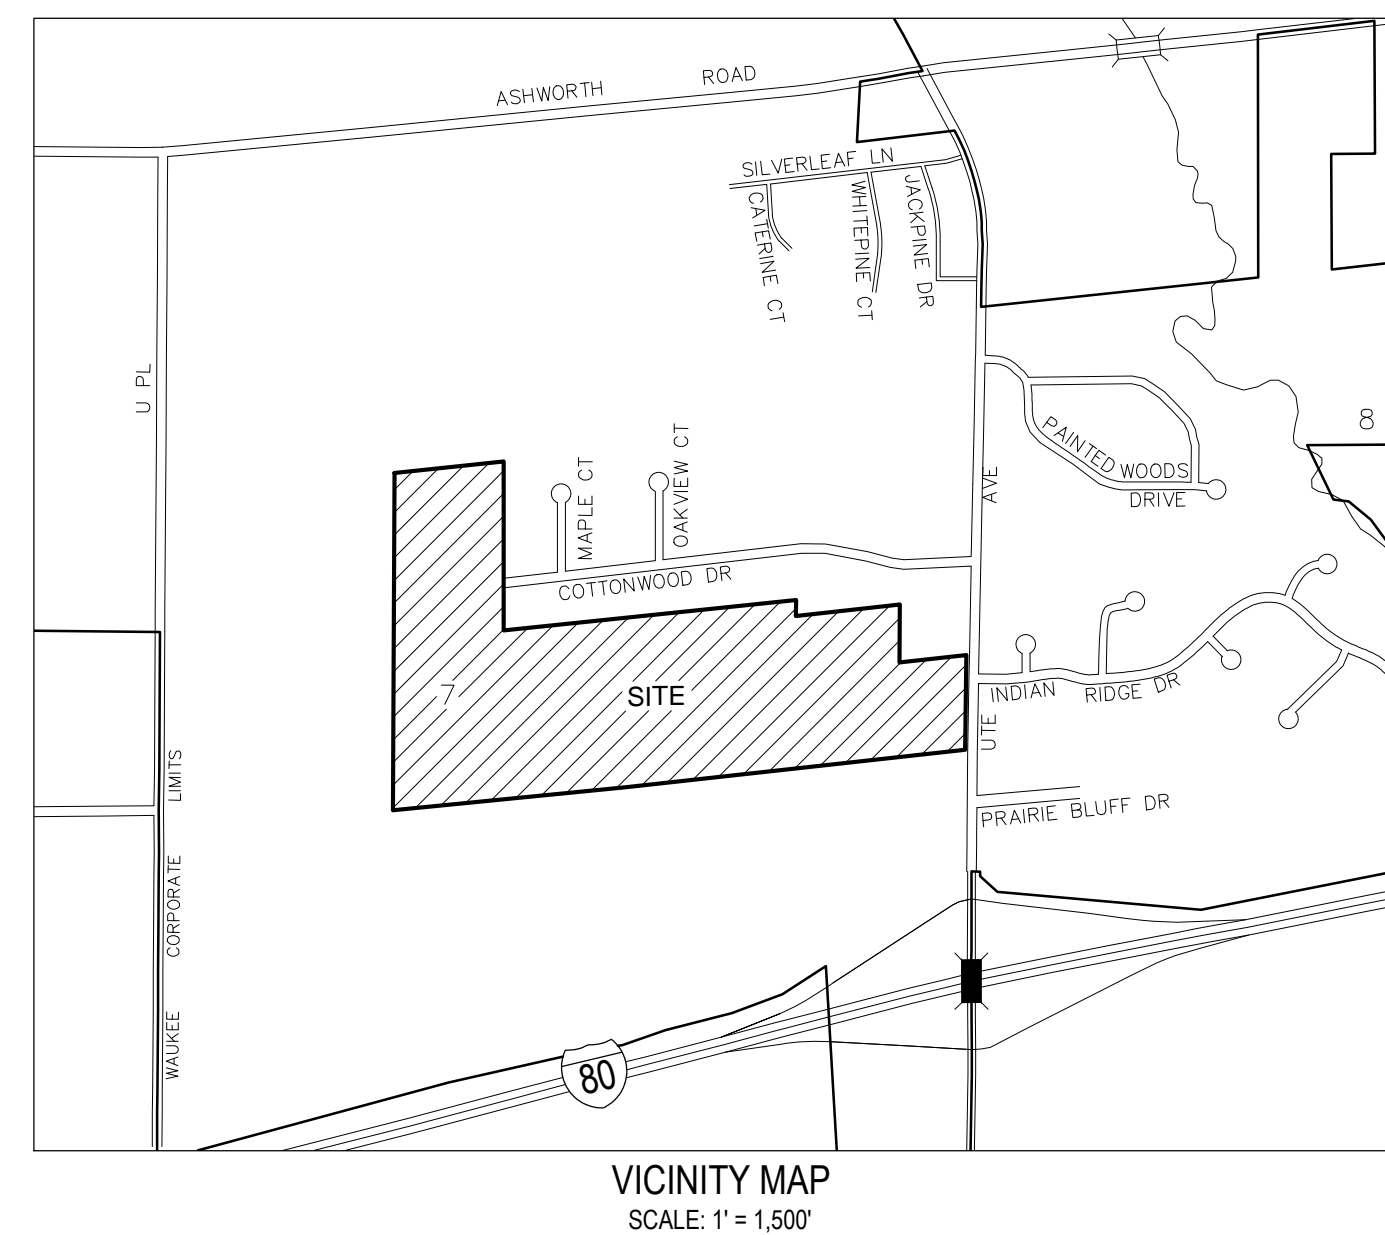 ASHWORTH ROAD
SILVERLEAF LN
CATERINE CT
WHITEPINE CT
JACKPINE DR
U PL
8
PAINTED WOODS
DRIVE
AVE
MAPLE CT
OAKVIEW CT
COTTONWOOD DR
7
SITE
INDIAN RIDGE DR
UTE
PRAIRIE BLUFF DR
WAUKEE CORPORATE LIMITS
80
VICINITY MAP
SCALE: 1' = 1,500'